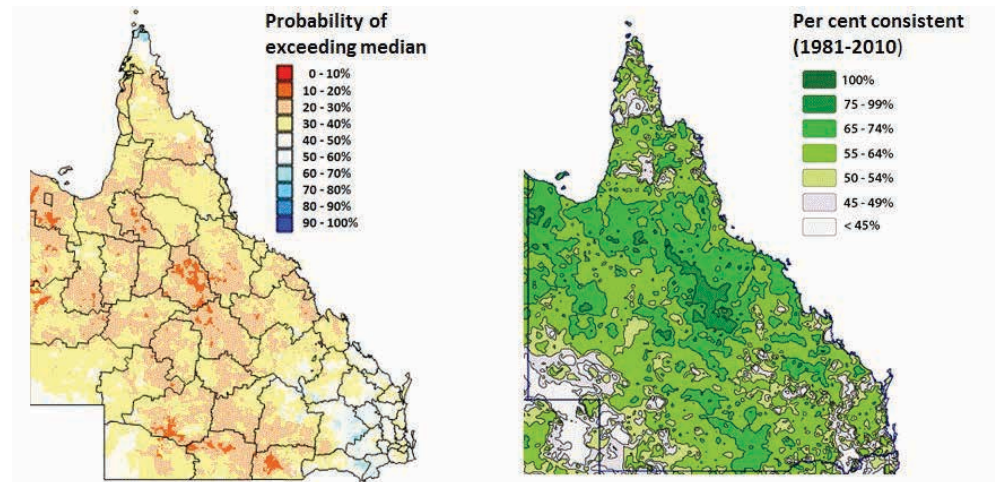 Probability of
exceeding median
0 - 10%
10 - 20%
20 - 30%
30 - 40%
40 - 50%
50 - 60%
60 - 70%
70 - 80%
80 - 90%
90 - 100%
Per cent consistent
(1981-2010)
100%
75 - 99%
65 - 74%
55 - 64%
50 - 54%
45 - 49%
< 45%